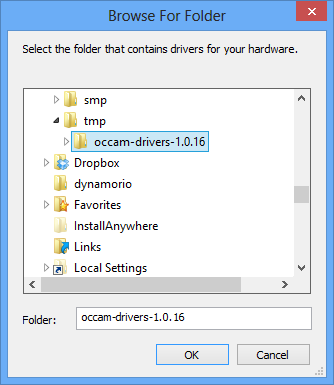 Browse For Folder
Select the folder that contains drivers for your hardware.
smp
tmp
occam-drivers-1.0.16
Dropbox
dynamorio
Favorites
InstallAnywhere
Links
Local Settings
Folder: occam-drivers-1.0.16
OK Cancel